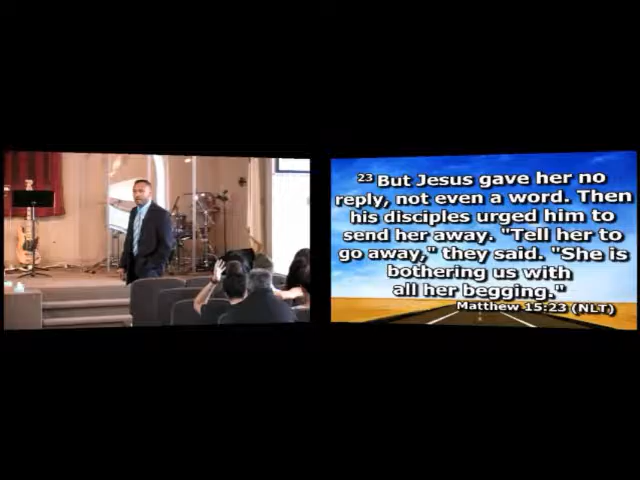 23 But Jesus gave her no
reply, not even a word. Then
his disciples urged him to
send her away. "Tell her to
go away," they said. "She is
bothering us with
all her begging."
Matthew 15:23 (NLT)